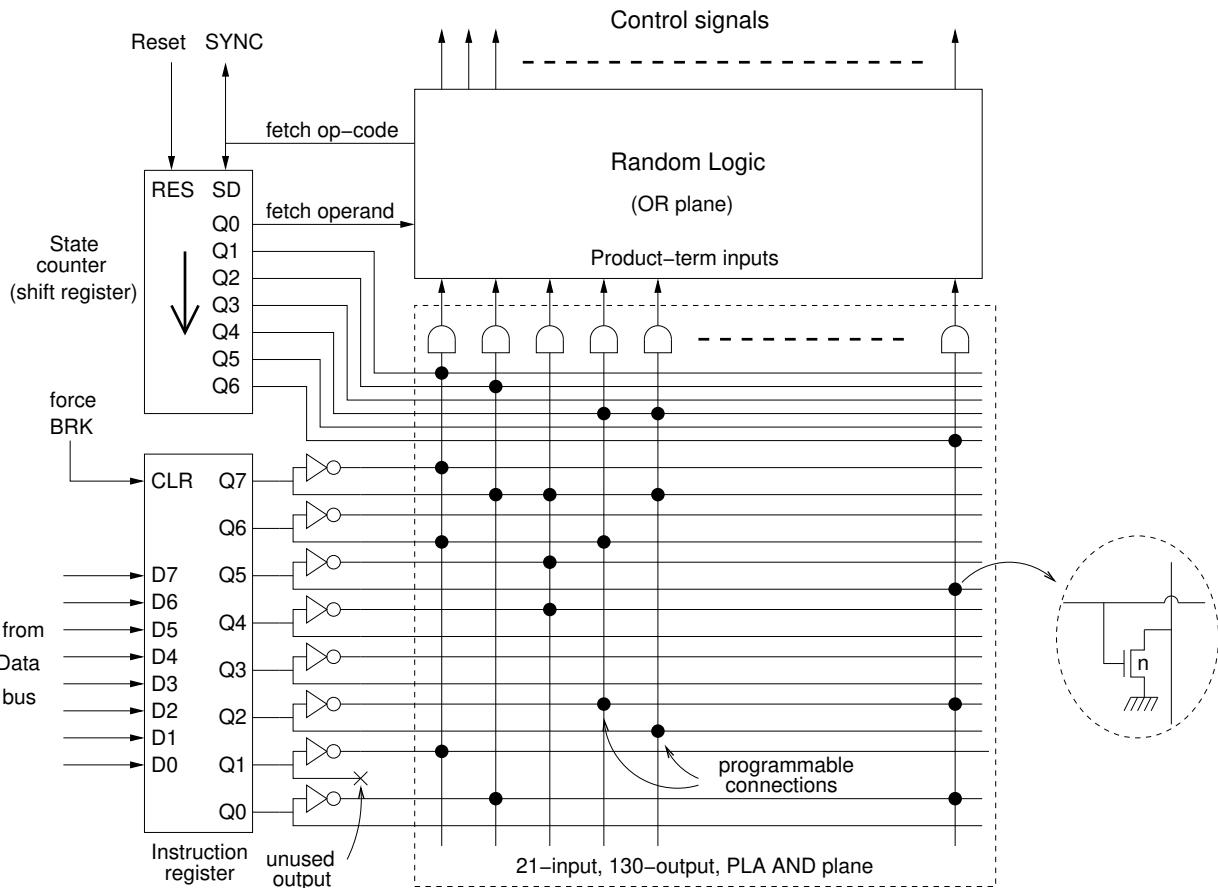 Control signals
Reset SYNC
fetch op-code
Random Logic
(OR plane)
Product-term inputs
RES SD
Q0
fetch operand
Q1
Q2
Q3
Q4
Q5
Q6
State
counter
(shift register)
force
BRK
CLR
Q7
Q6
D7
Q5
D6
D5
Q4
D4
D3
Q3
D2
Q2
D1
D0
Q1
Q0
from
Data
bus
Instruction
register
unused
output
programmable
connections
21-input, 130-output, PLA AND plane
n